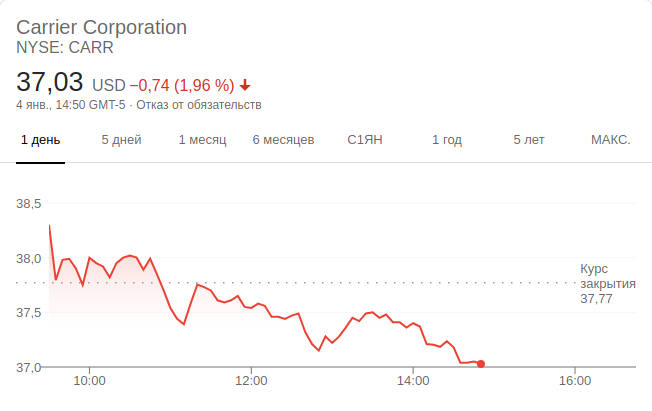 Carrier Corporation
NYSE: CARR
37,03 USD −0,74 (1,96 %)
4 янв., 14:50 GMT-5 · Отказ от обязательств
1 день 5 дней 1 месяц 6 месяцев С1ЯН 1 год 5 лет МАКС.
38,5
38,0
Курс
закрытия
37,77
37,5
37,0
10:00 12:00 14:00 16:00